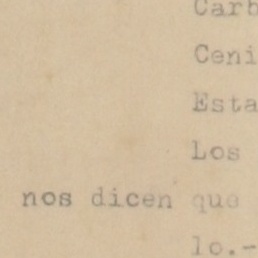 Carb
Ceni
Esta
Los
nos dicen que
lo.-